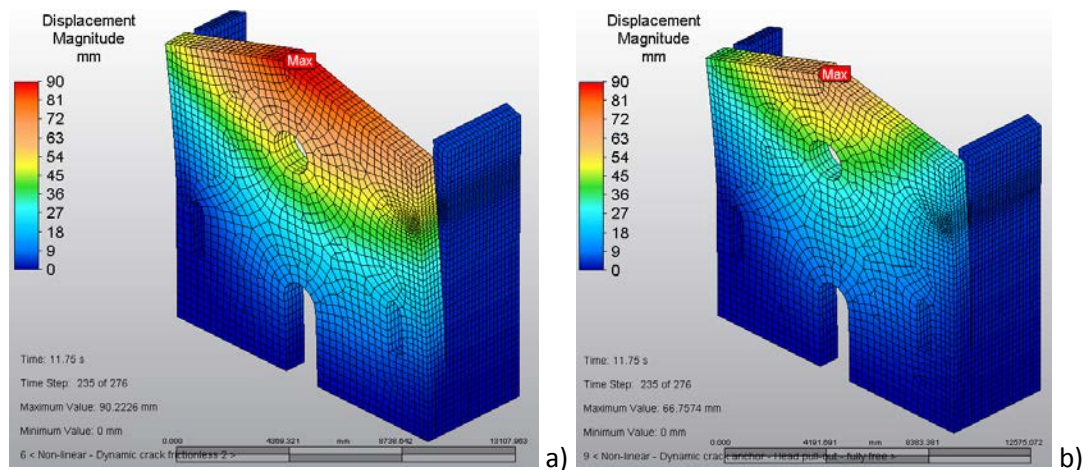 Displacement
Magnitude
mm
90
81
72
63
54
45
36
27
18
9
0
Max
Time: 11.75 s
Time Step: 235 of 276
Maximum Value: 90.2226 mm
Minimum Value: 0 mm
0.000 4369.321 mm 8738.642 13107.963
6 < Non-linear - Dynamic crack frictionless 2 >
a)
Displacement
Magnitude
mm
90
81
72
63
54
45
36
27
18
9
0
Max
Time: 11.75 s
Time Step: 235 of 276
Maximum Value: 66.7574 mm
Minimum Value: 0 mm
0.000 4191.691 mm 8383.381 12575.072
9 < Non-linear - Dynamic crack anchor - Head pull-out - fully free >
b)